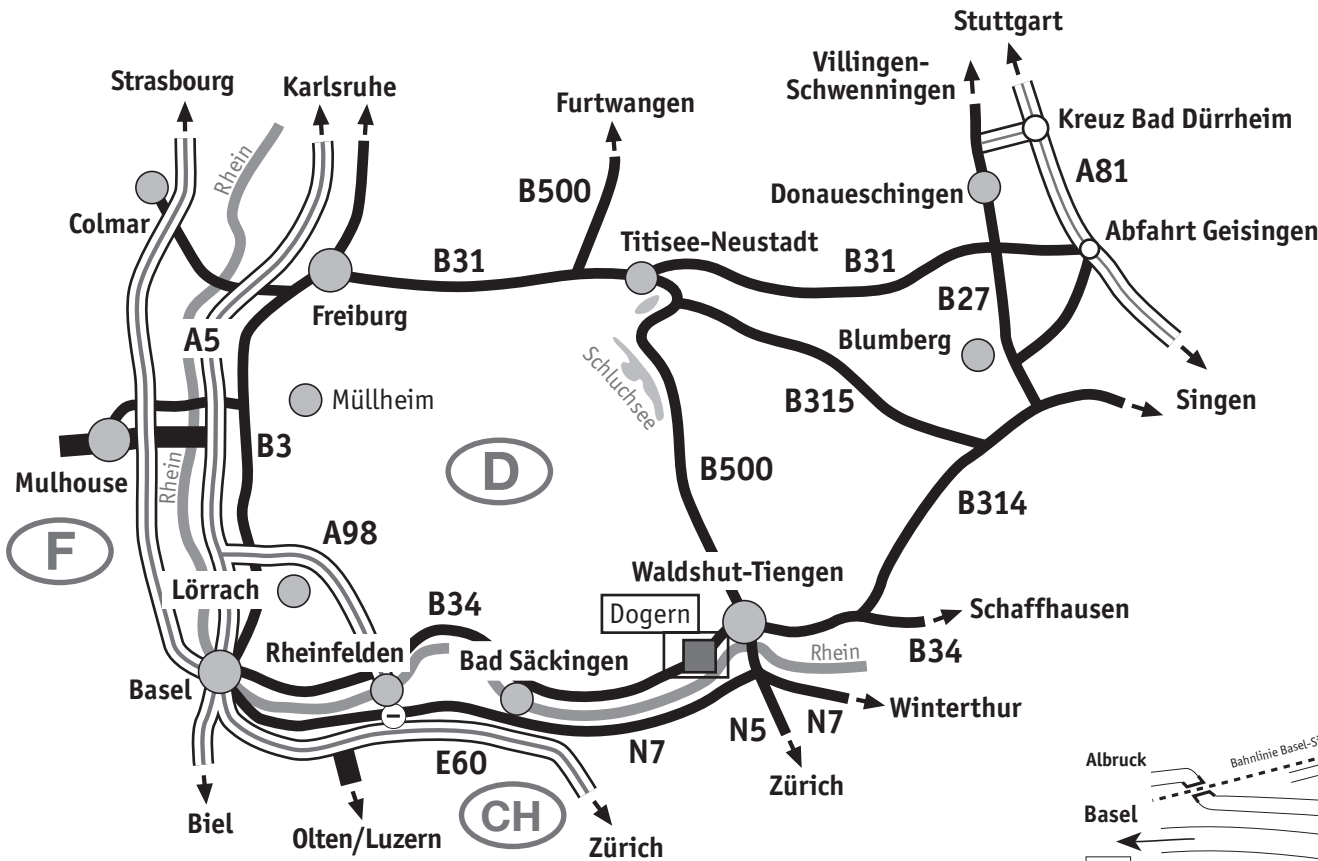 Stuttgart
Villingen-
Schwenningen
Strasbourg
Karlsruhe
Furtwangen
Kreuz Bad Dürrheim
Rhein
A81
B500
Donaueschingen
Colmar
Titisee-Neustadt
Abfahrt Geisingen
B31
B31
B27
Freiburg
A5
Blumberg
Schluchsee
Müllheim
B315
Singen
B3
Mulhouse
Rhein
D
B500
B314
F
A98
Lörrach
Waldshut-Tiengen
B34
Dogern
Schaffhausen
Rheinfelden
Bad Säckingen
Rhein
B34
Basel
N7
N5
N7
Winterthur
E60
Zürich
CH
Biel
Olten/Luzern
Zürich
Albruck
Basel